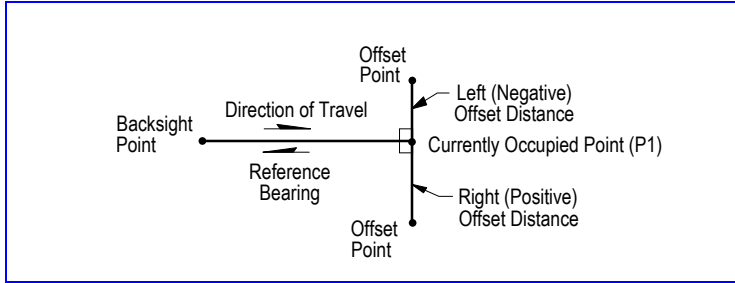 Offset
Point
Left (Negative)
Offset Distance
Direction of Travel
Backsight
Point
Currently Occupied Point (P1)
Reference
Bearing
Right (Positive)
Offset Distance
Offset
Point